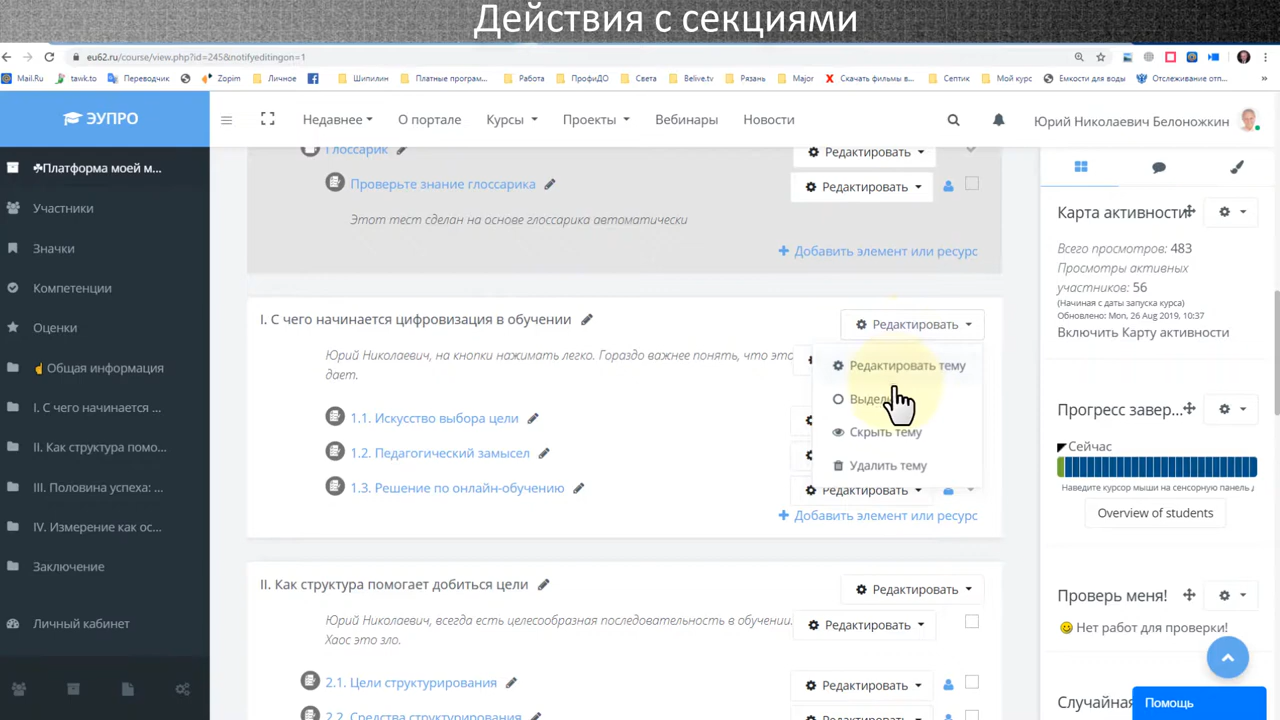 Действия с секциями
eu62.ru/course/view.php?id=245&notifyeditingon=1
Mail.Ru tawk.to Переводчик Zopim Личное Шипилин Платные програм... Работа ПрофиДО Света Belive.tv Рязань Major Скачать фильмы в... Септик Мой курс Емкости для воды Отслеживание отп... »
ЭУПРО
Недавнее О портале Курсы Проекты Вебинары Новости
Юрий Николаевич Белоножкин
Платформа моей м...
Участники
Значки
Компетенции
Оценки
Общая информация
I. С чего начинается ...
II. Как структура помо...
III. Половина успеха: ...
IV. Измерение как ос...
Заключение
Личный кабинет
Глоссарик
Редактировать
Проверьте знание глоссарика
Редактировать
Этот тест сделан на основе глоссарика автоматически
+ Добавить элемент или ресурс
I. С чего начинается цифровизация в обучении
Редактировать
Юрий Николаевич, на кнопки нажимать легко. Гораздо важнее понять, что это
дает.
Редактировать тему
Скрыть тему
Удалить тему
1.1. Искусство выбора цели
1.2. Педагогический замысел
1.3. Решение по онлайн-обучению
Редактировать
+ Добавить элемент или ресурс
II. Как структура помогает добиться цели
Редактировать
Юрий Николаевич, всегда есть целесообразная последовательность в обучении.
Хаос это зло.
Редактировать
2.1. Цели структурирования
Редактировать
2.2. Средства структурирования
Редактировать
Карта активности
Всего просмотров: 483
Просмотры активных
участников: 56
(Начиная с даты запуска курса)
Обновлено: Mon, 26 Aug 2019, 10:37
Включить Карту активности
Прогресс завер...
Сейчас
Наведите курсор мыши на сенсорную панель
Overview of students
Проверь меня!
Нет работ для проверки!
Случайная
Помощь